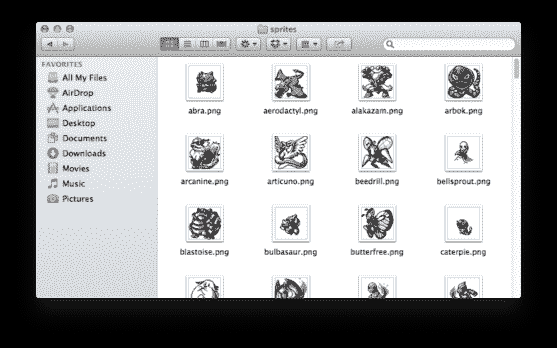 sprites
FAVORITES
All My Files
AirDrop
Applications
Desktop
Documents
Downloads
Movies
Music
Pictures
abra.png aerodactyl.png alakazam.png arbok.png
arcanine.png articuno.png beedrill.png bellsprout.png
blastoise.png bulbasaur.png butterfree.png caterpie.png